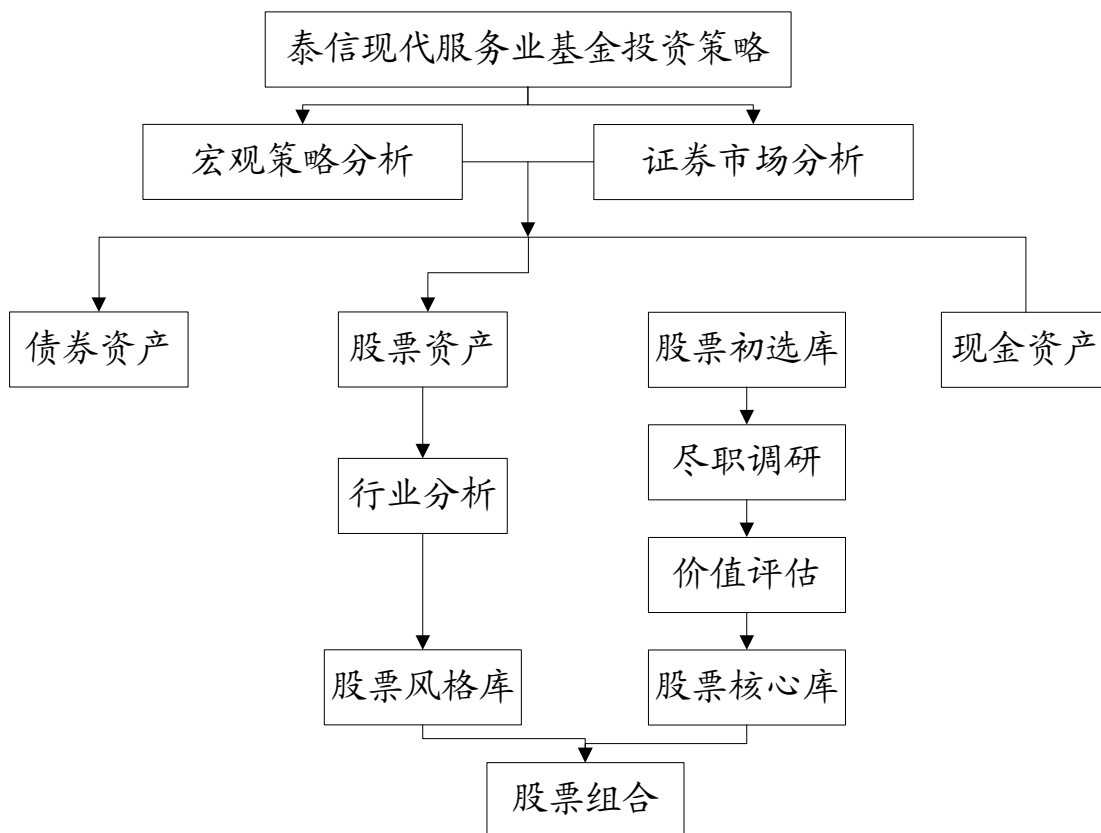 泰信现代服务业基金投资策略
宏观策略分析
证券市场分析
债券资产
股票资产
股票初选库
现金资产
尽职调研
行业分析
价值评估
股票风格库
股票核心库
股票组合